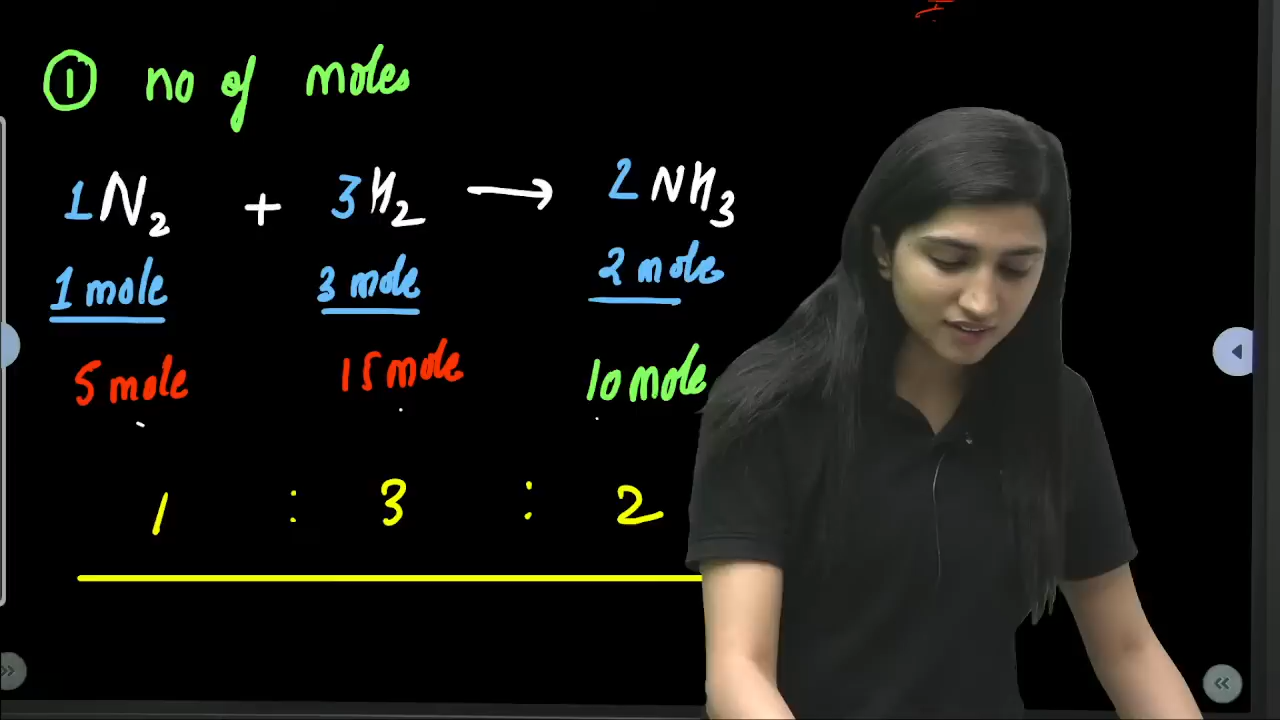 ① no of moles
1N₂ + 3H₂ → 2NH₃
1 mole 3 mole 2 mole
5 mole 15 mole 10 mole
1 : 3 : 2